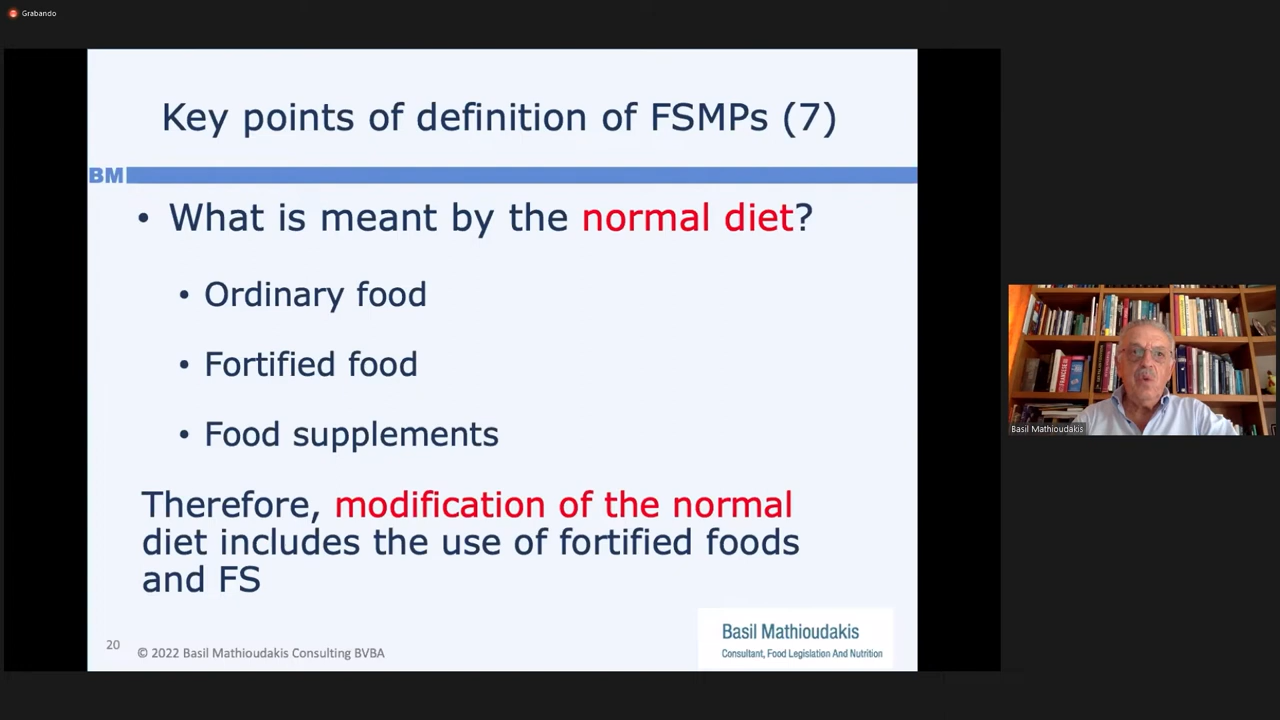 Grabando
Key points of definition of FSMPs (7)
BM
• What is meant by the normal diet?
• Ordinary food
• Fortified food
• Food supplements
Therefore, modification of the normal
diet includes the use of fortified foods
and FS
20
© 2022 Basil Mathioudakis Consulting BVBA
Basil Mathioudakis
Consultant, Food Legislation And Nutrition
Basil Mathioudakis